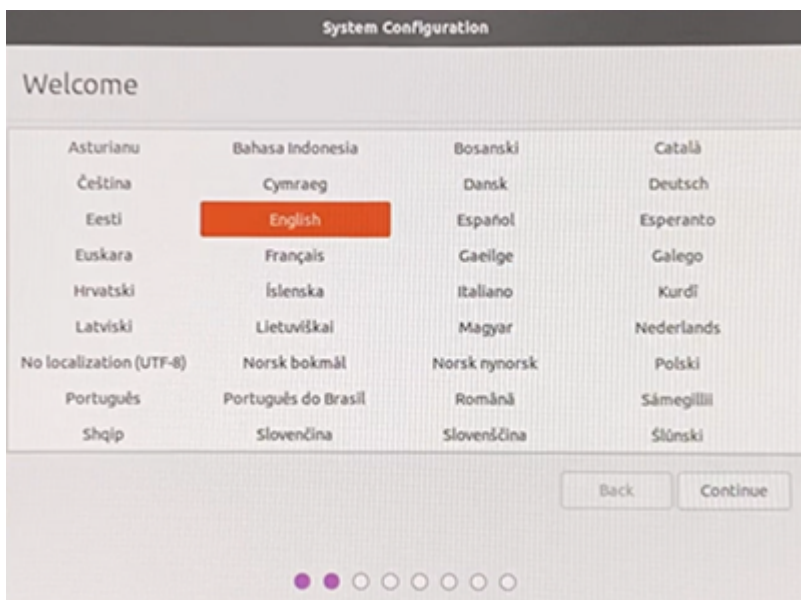 System Configuration
Welcome
Asturianu Bahasa Indonesia Bosanski Català
Čeština Cymraeg Dansk Deutsch
Eesti English Español Esperanto
Euskara Français Gaeilge Galego
Hrvatski Íslenska Italiano Kurdî
Latviski Lietuviškai Magyar Nederlands
No localization (UTF-8) Norsk bokmål Norsk nynorsk Polski
Português Português do Brasil Română Sámegillii
Shqip Slovenčina Slovenščina Ślůnski
Back Continue